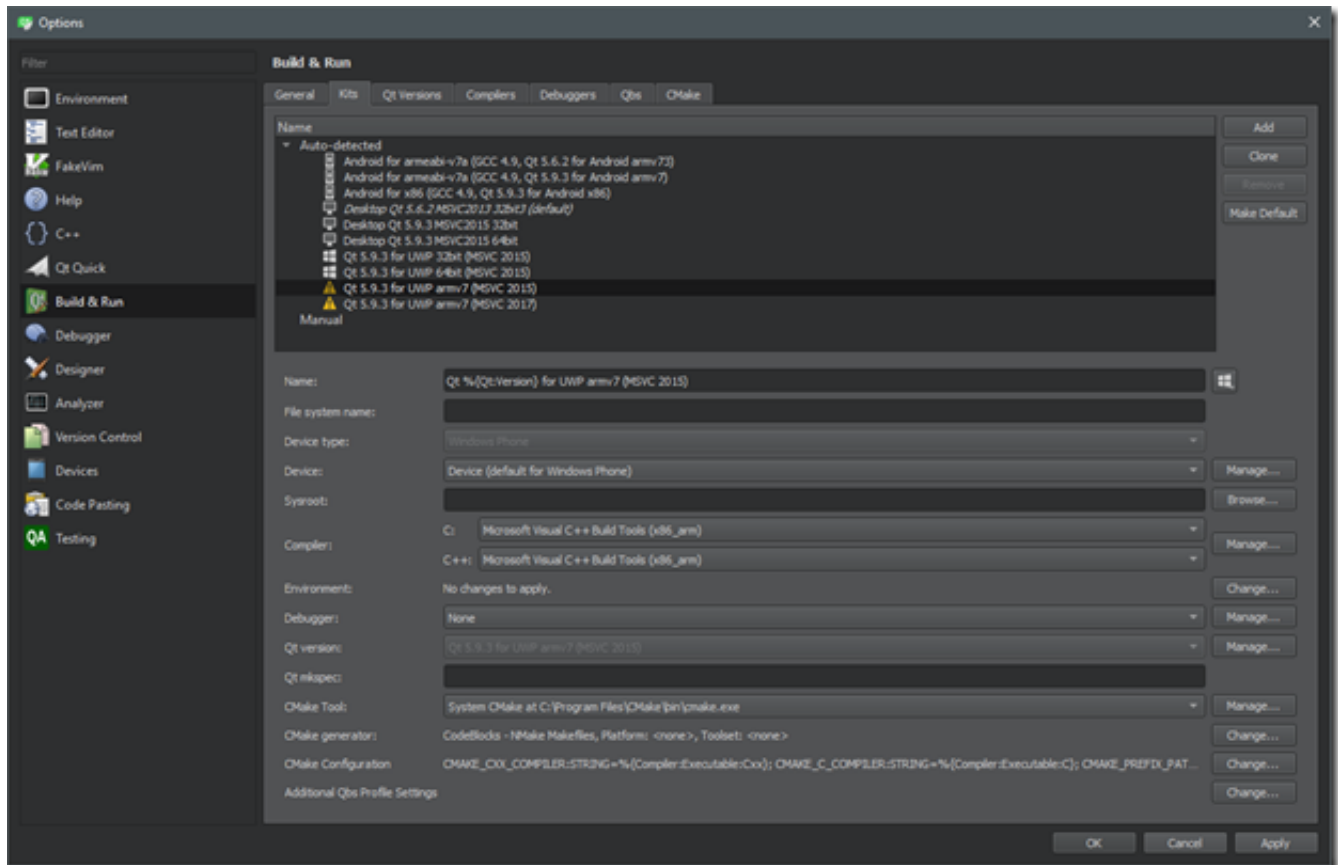 Options
Filter
Build & Run
Environment
Text Editor
FakeVim
Help
C++
Qt Quick
Build & Run
Debugger
Designer
Analyzer
Version Control
Devices
Code Pasting
QA Testing
General Kits Qt Versions Compilers Debuggers Qbs CMake
Name
Auto-detected
Android for armeabi-v7a (GCC 4.9, Qt 5.6.2 for Android armv73)
Android for armeabi-v7a (GCC 4.9, Qt 5.9.3 for Android armv7)
Android for x86 (GCC 4.9, Qt 5.9.3 for Android x86)
Desktop Qt 5.6.2 MSVC2013 32bit3 (default)
Desktop Qt 5.9.3 MSVC2015 32bit
Desktop Qt 5.9.3 MSVC2015 64bit
Qt 5.9.3 for UWP 32bit (MSVC 2015)
Qt 5.9.3 for UWP 64bit (MSVC 2015)
Qt 5.9.3 for UWP armv7 (MSVC 2015)
Qt 5.9.3 for UWP armv7 (MSVC 2017)
Manual
Add
Clone
Remove
Make Default
Name: Qt %{Qt:Version} for UWP armv7 (MSVC 2015)
File system name:
Device type: Windows Phone
Device: Device (default for Windows Phone) Manage...
Sysroot: Browse...
Compiler: C: Microsoft Visual C++ Build Tools (x86_arm)
C++: Microsoft Visual C++ Build Tools (x86_arm) Manage...
Environment: No changes to apply. Change...
Debugger: None Manage...
Qt version: Qt 5.9.3 for UWP armv7 (MSVC 2015) Manage...
Qt mkspec:
CMake Tool: System CMake at C:\Program Files\CMake\bin\cmake.exe Manage...
CMake generator: CodeBlocks - NMake Makefiles, Platform: <none>, Toolset: <none> Change...
CMake Configuration CMAKE_CXX_COMPILER:STRING=%{Compiler:Executable:Cxx}; CMAKE_C_COMPILER:STRING=%{Compiler:Executable:C}; CMAKE_PREFIX_PAT... Change...
Additional Qbs Profile Settings Change...
OK Cancel Apply